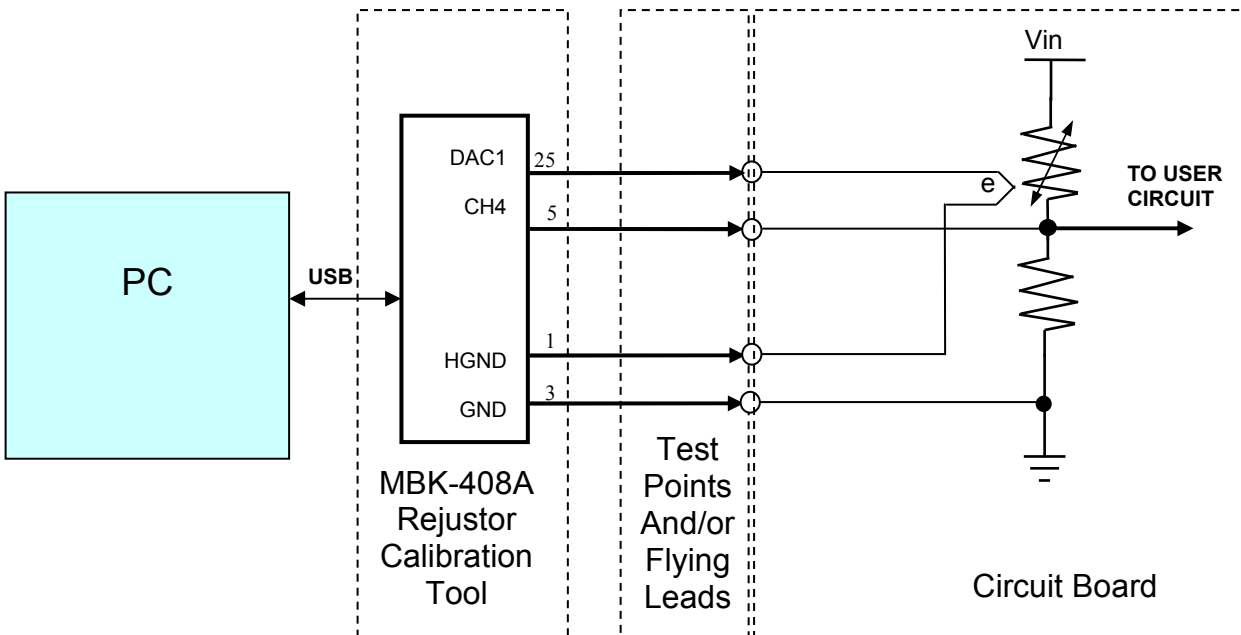 Vin
DAC1
25
CH4
5
e
TO USER
CIRCUIT
PC
USB
HGND
1
GND
3
MBK-408A
Rejustor
Calibration
Tool
Test
Points
And/or
Flying
Leads
Circuit Board